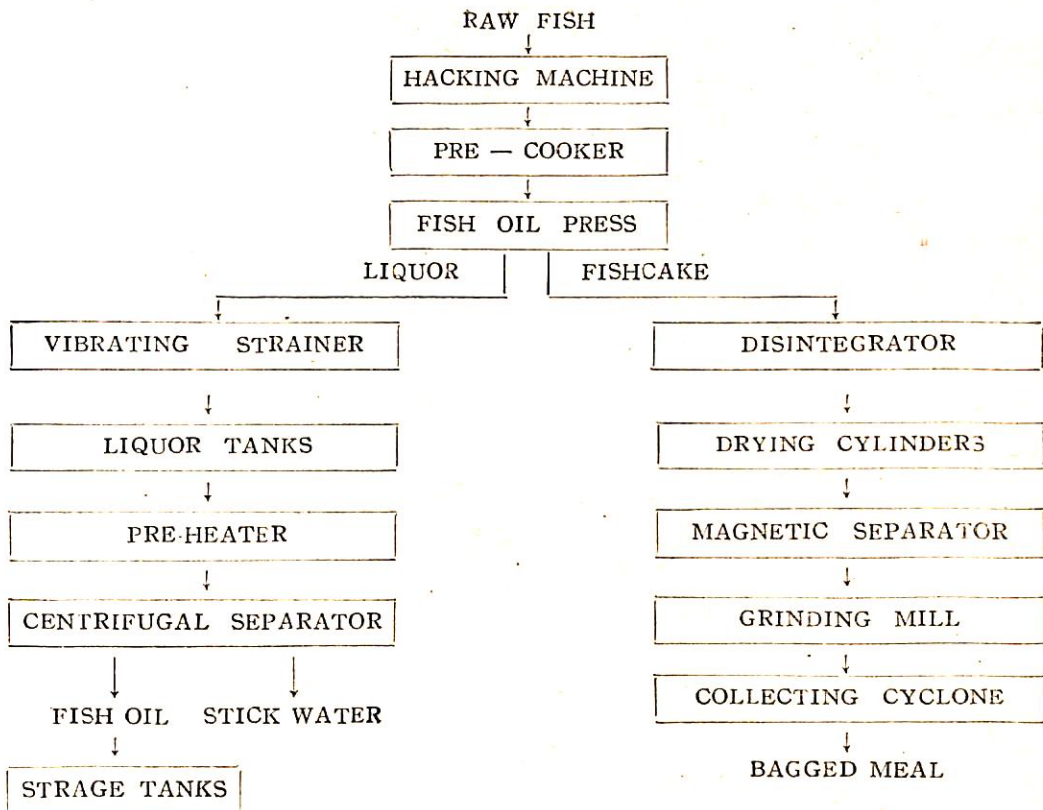 RAW FISH
HACKING MACHINE
PRE — COOKER
FISH OIL PRESS
LIQUOR FISHCAKE
VIBRATING STRAINER DISINTEGRATOR
LIQUOR TANKS DRYING CYLINDERS
PRE-HEATER MAGNETIC SEPARATOR
CENTRIFUGAL SEPARATOR GRINDING MILL
FISH OIL STICK WATER COLLECTING CYCLONE
STRAGE TANKS BAGGED MEAL